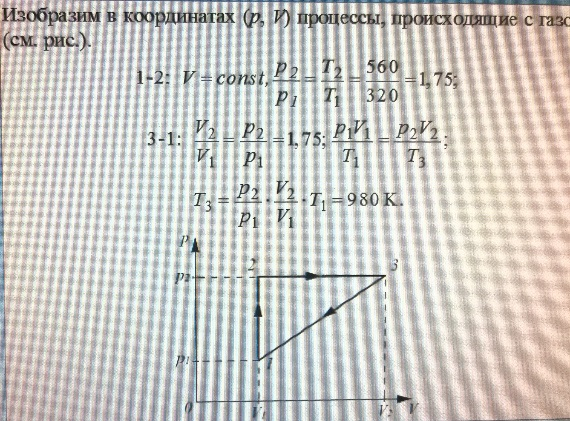 Изобразим в координатах (p, V) процессы, происходящие с газо
(см. рис.).
1-2: V = const, p2/p1 = T2/T1 = 560/320 = 1,75;
3-1: V2/V1 = p2/p1 = 1,75; p1V1/T1 = p2V2/T3;
T3 = p2/p1 · V2/V1 · T1 = 980 K.
p
2
3
p2
p1
1
0
V1
V2
V